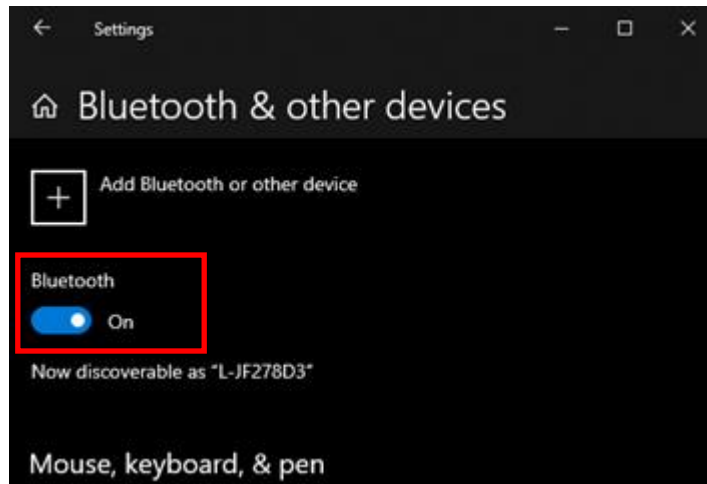 Settings
Bluetooth & other devices
Add Bluetooth or other device
Bluetooth
On
Now discoverable as "L-JF278D3"
Mouse, keyboard, & pen